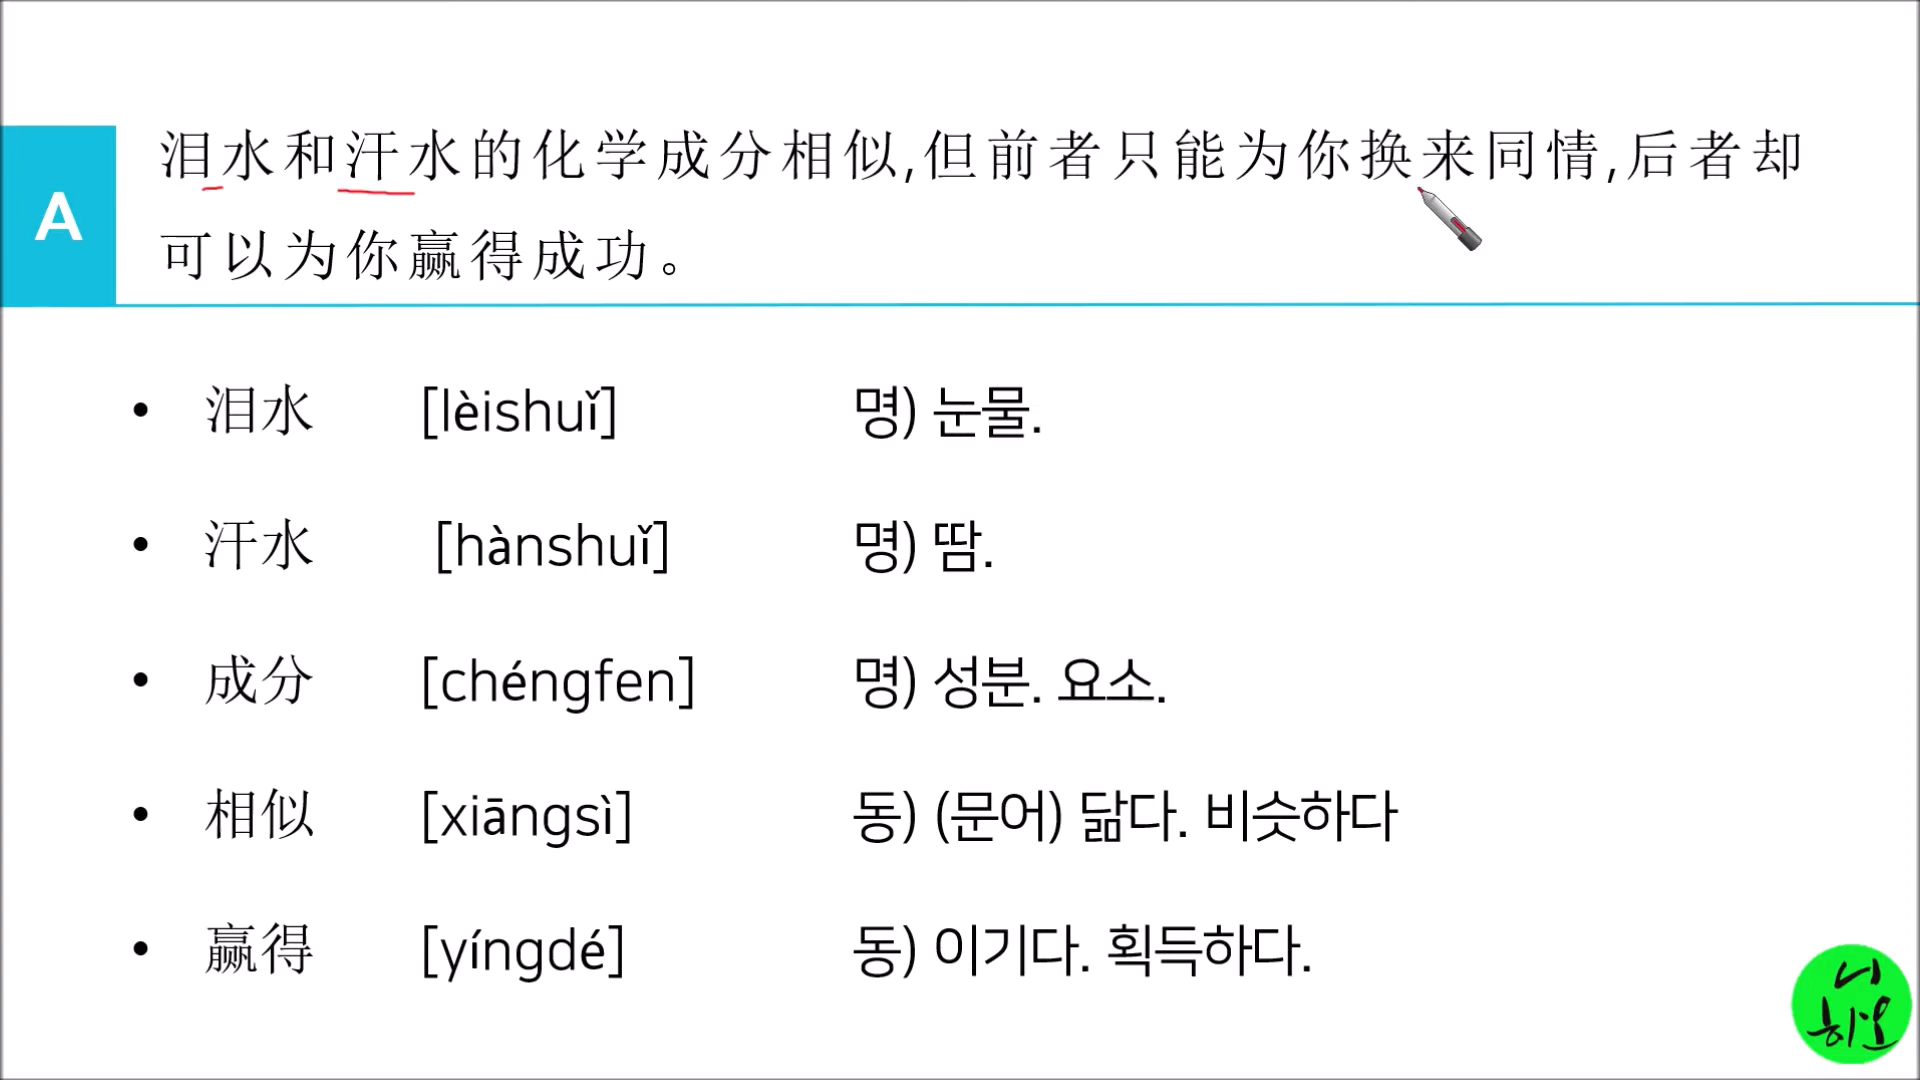 A
泪水和汗水的化学成分相似,但前者只能为你换来同情,后者却
可以为你赢得成功。
• 泪水 [lèishuǐ] 명) 눈물.
• 汗水 [hànshuǐ] 명) 땀.
• 成分 [chéngfen] 명) 성분. 요소.
• 相似 [xiāngsì] 동) (문어) 닮다. 비슷하다
• 赢得 [yíngdé] 동) 이기다. 획득하다.
니
하오